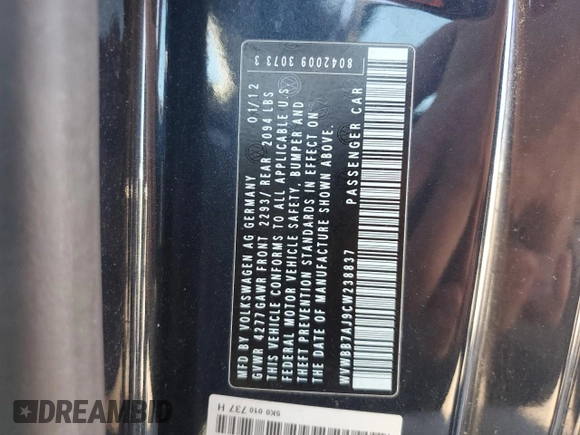 MFD BY VOLKSWAGEN AG GERMANY 01/12 8042009 3073 3
GVWR 4277 GAWR FRONT 2293/ REAR 2094 LBS
THIS VEHICLE CONFORMS TO ALL APPLICABLE U.S.
FEDERAL MOTOR VEHICLE SAFETY, BUMPER AND
THEFT PREVENTION STANDARDS IN EFFECT ON
THE DATE OF MANUFACTURE SHOWN ABOVE.
WVWBB7AJ9CW238837 PASSENGER CAR
5K0 010 737 H
DREAMBID